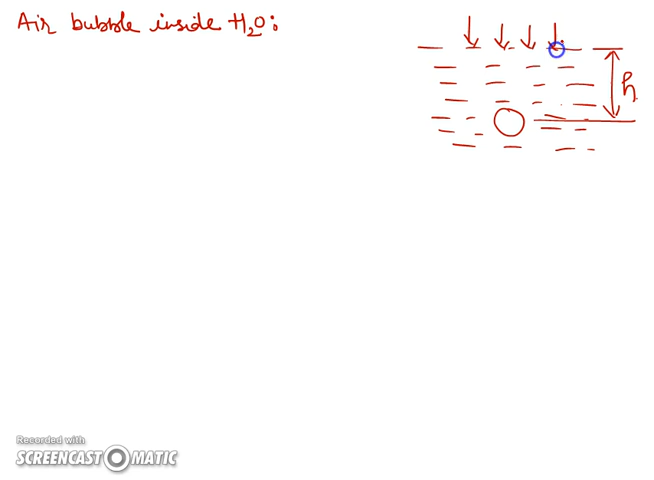 Air bubble inside H₂O:
h
Recorded with
SCREENCAST MATIC